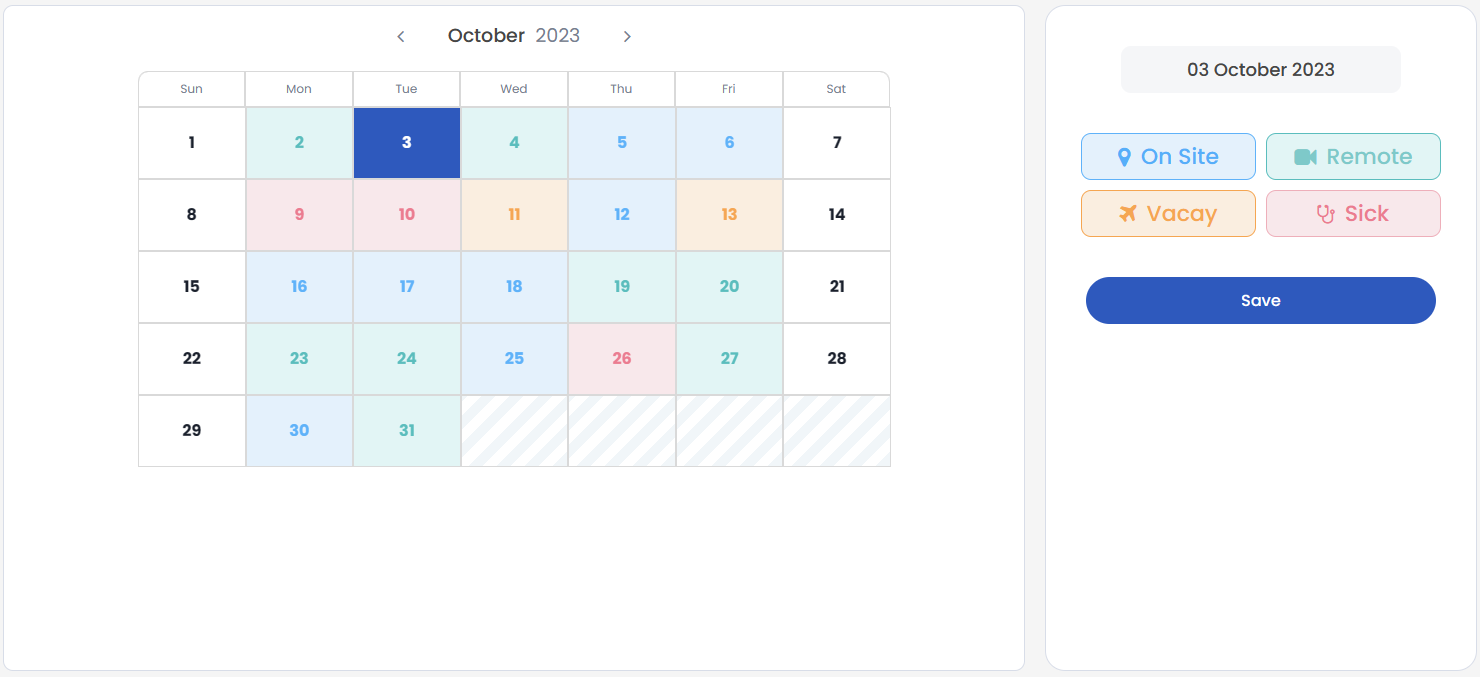 October 2023
Sun Mon Tue Wed Thu Fri Sat
1 2 3 4 5 6 7
8 9 10 11 12 13 14
15 16 17 18 19 20 21
22 23 24 25 26 27 28
29 30 31
03 October 2023
On Site Remote
Vacay Sick
Save